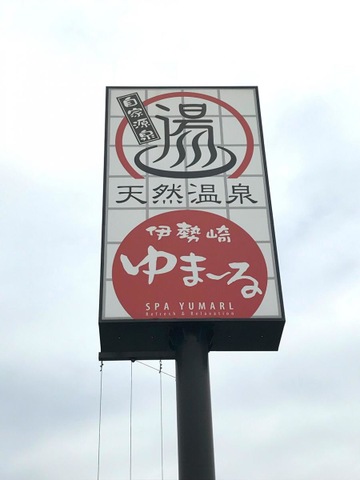 自家源泉
湯
天然温泉
伊勢崎
ゆま〜る
SPA YUMARL
Refresh & Relaxation